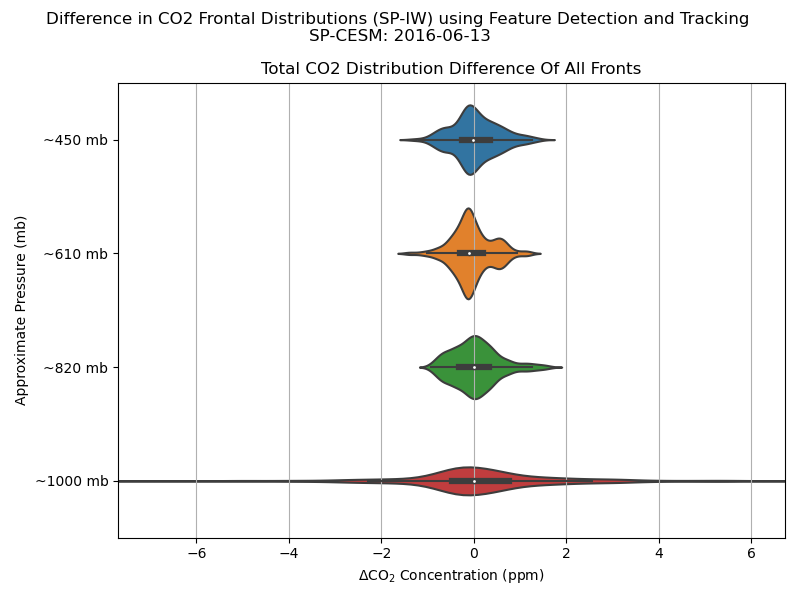 Difference in CO2 Frontal Distributions (SP-IW) using Feature Detection and Tracking
SP-CESM: 2016-06-13
Total CO2 Distribution Difference Of All Fronts
Approximate Pressure (mb)
~450 mb
~610 mb
~820 mb
~1000 mb
−6 −4 −2 0 2 4 6
ΔCO₂ Concentration (ppm)